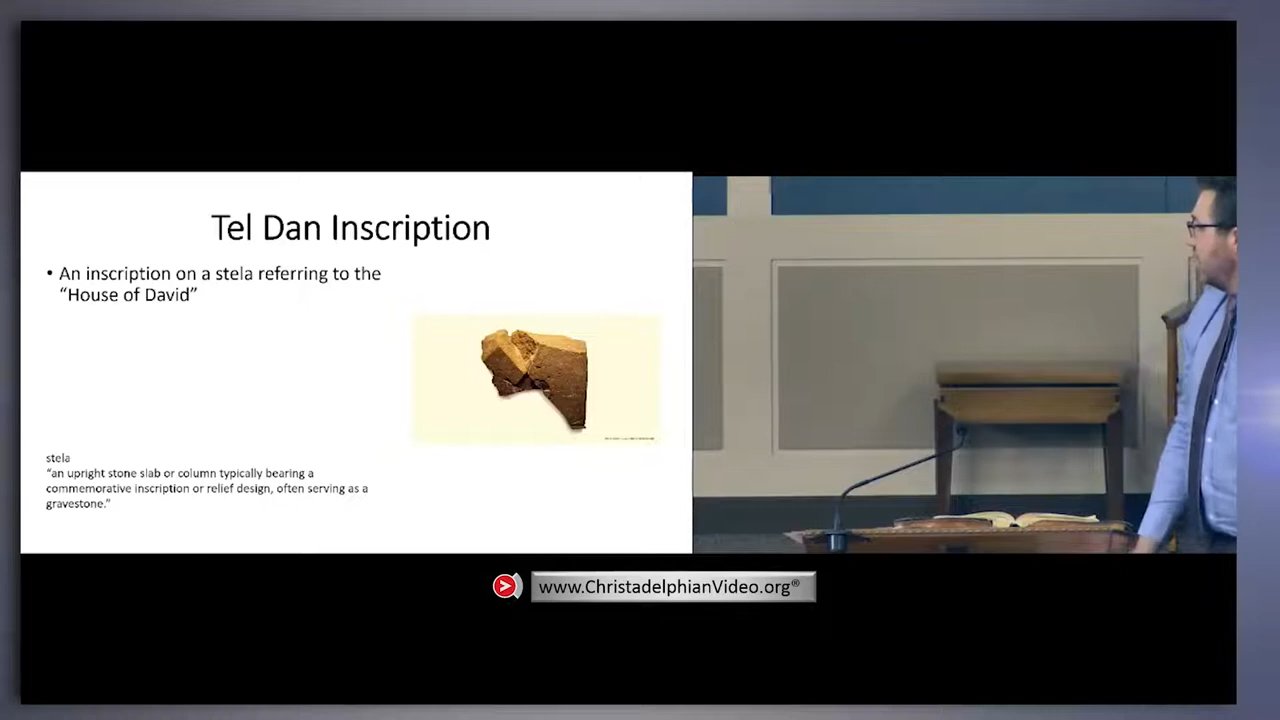 Tel Dan Inscription
• An inscription on a stela referring to the
“House of David”
stela
“an upright stone slab or column typically bearing a
commemorative inscription or relief design, often serving as a
gravestone.”
www.ChristadelphianVideo.org®